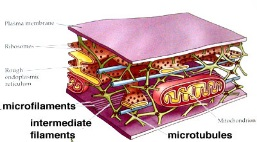 Plasma membrane
Ribosomes
Rough
endoplasmic
reticulum
microfilaments
intermediate
filaments
microtubules
Mitochondrion